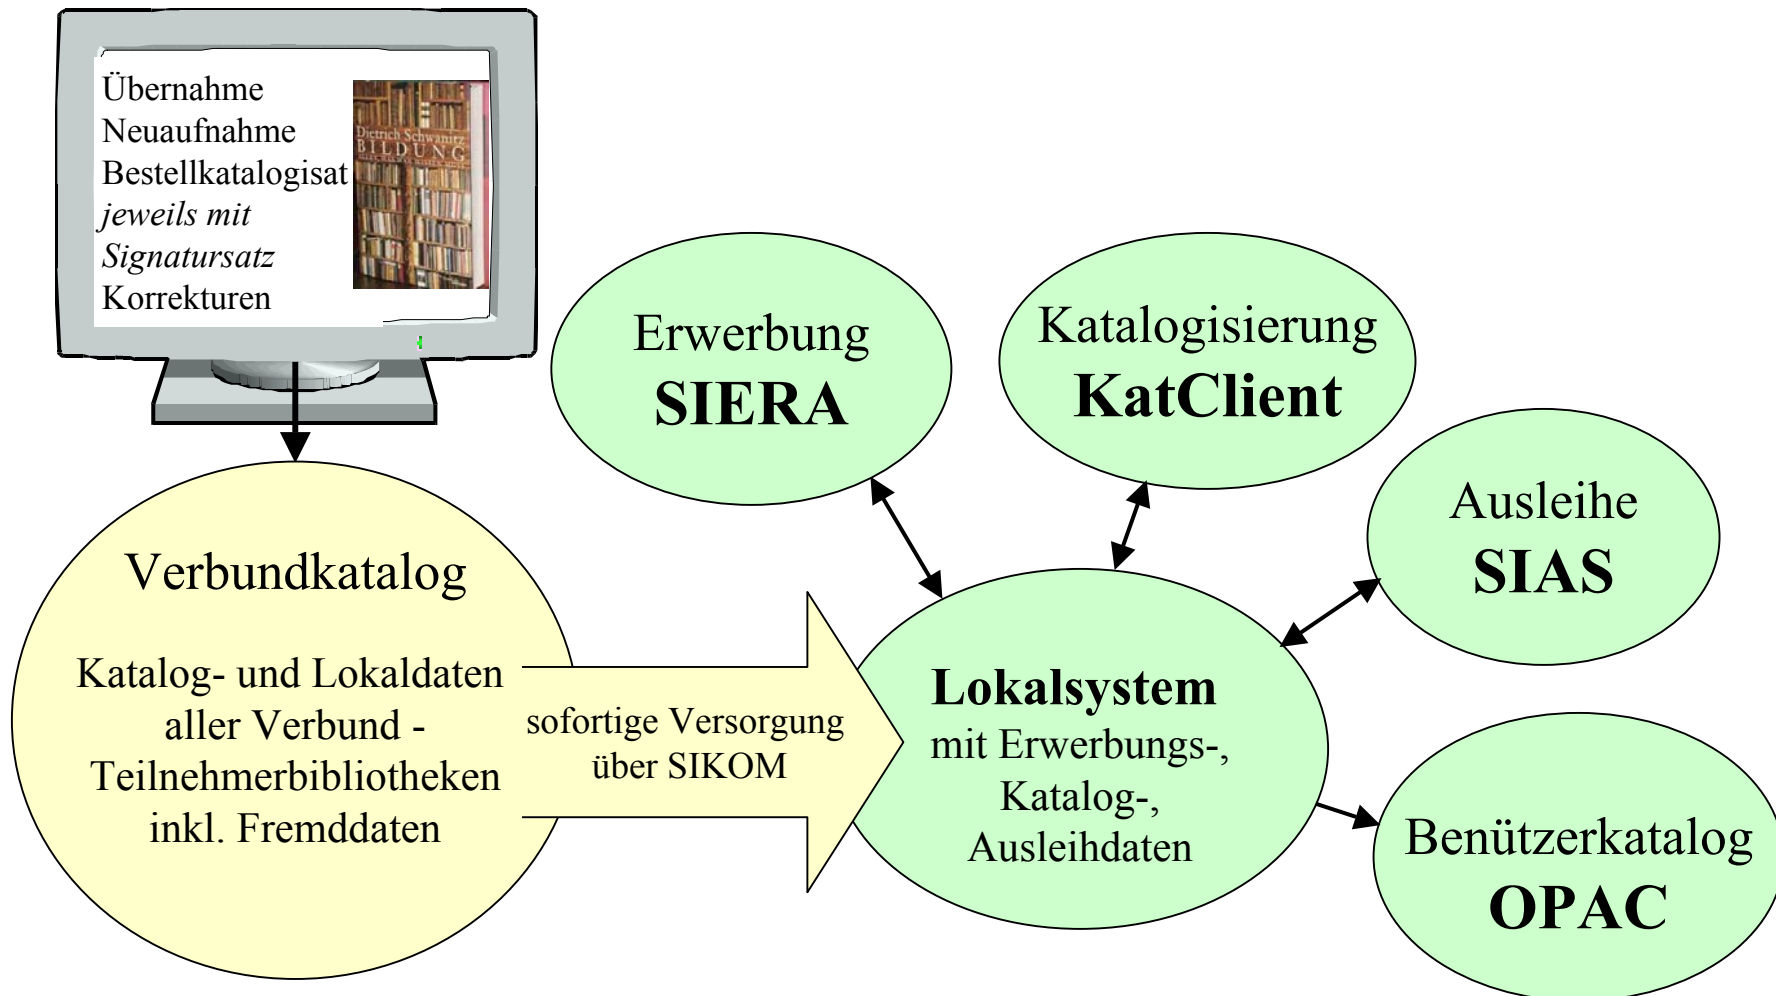 Übernahme
Neuaufnahme
Bestellkatalogisat
jeweils mit
Signatursatz
Korrekturen
Dietrich Schwanitz
BILDUNG
Erwerbung
SIERA
Katalogisierung
KatClient
Ausleihe
SIAS
Verbundkatalog
Katalog- und Lokaldaten
aller Verbund -
Teilnehmerbibliotheken
inkl. Fremddaten
sofortige Versorgung
über SIKOM
Lokalsystem
mit Erwerbungs-,
Katalog-,
Ausleihdaten
Benützerkatalog
OPAC